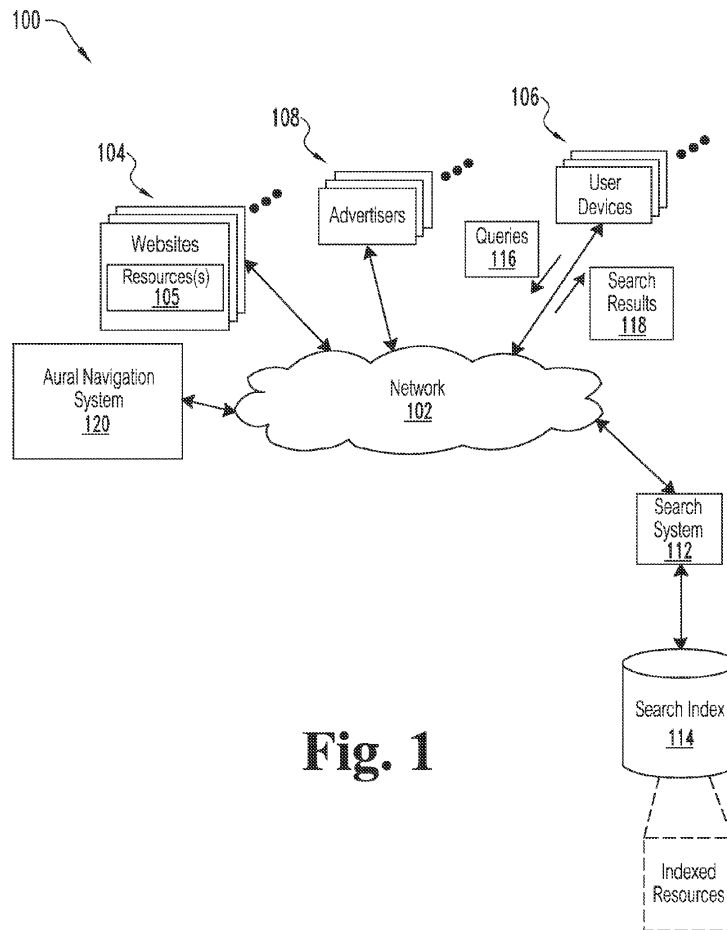 100
106
108
104
User
Devices
Advertisers
Queries
116
Websites
Resources(s)
105
Search
Results
118
Aural Navigation
System
120
Network
102
Search
System
112
Search Index
114
Fig. 1
Indexed
Resources